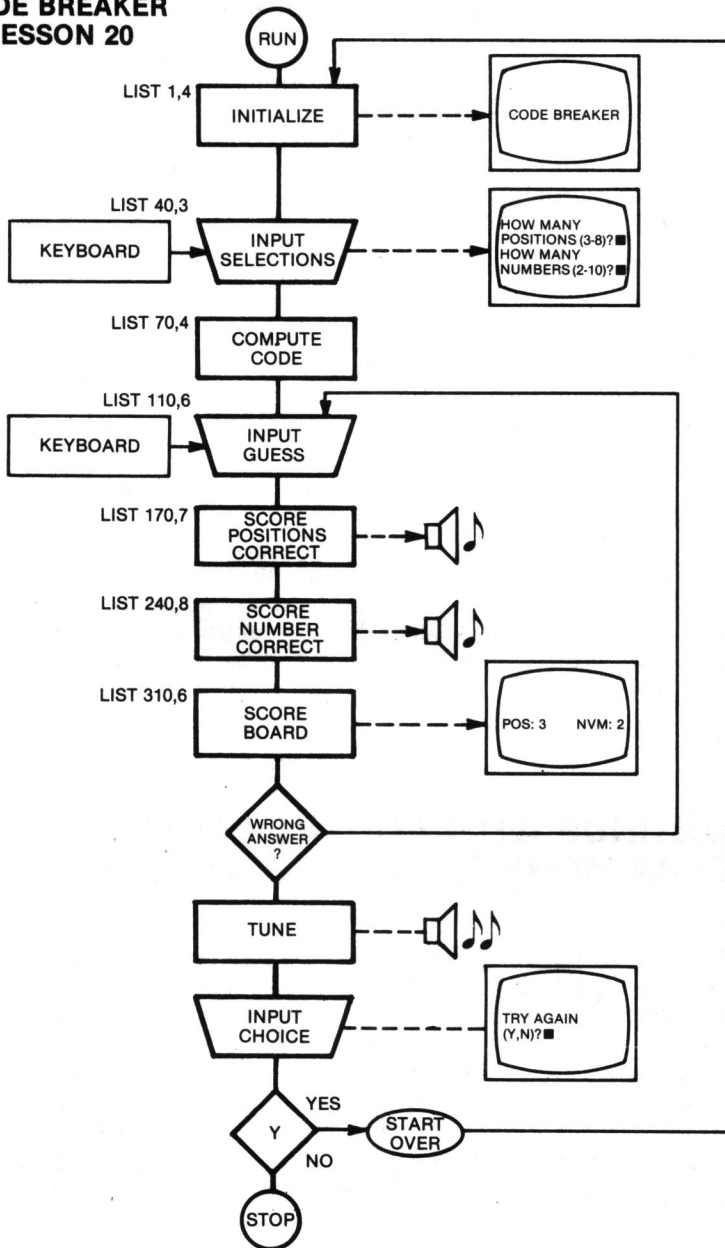 DE BREAKER
ESSON 20
RUN
LIST 1,4
INITIALIZE
CODE BREAKER
LIST 40,3
KEYBOARD
INPUT
SELECTIONS
HOW MANY
POSITIONS (3-8)?■
HOW MANY
NUMBERS (2-10)?■
LIST 70,4
COMPUTE
CODE
LIST 110,6
KEYBOARD
INPUT
GUESS
LIST 170,7
SCORE
POSITIONS
CORRECT
LIST 240,8
SCORE
NUMBER
CORRECT
LIST 310,6
SCORE
BOARD
POS: 3 NVM: 2
WRONG
ANSWER
?
TUNE
INPUT
CHOICE
TRY AGAIN
(Y,N)?■
Y
YES
START
OVER
NO
STOP